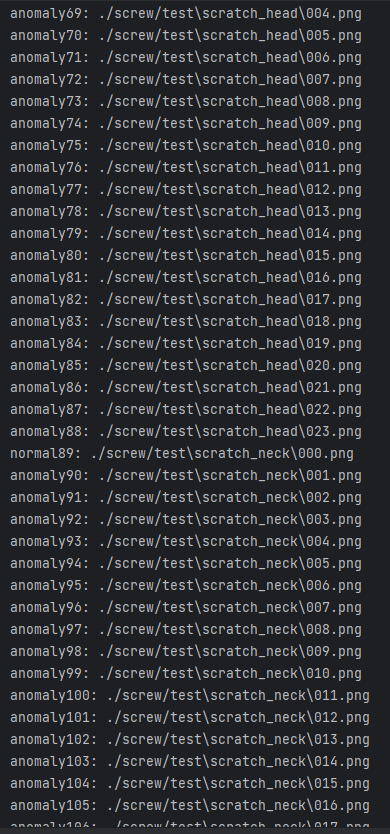 anomaly69: ./screw/test\scratch_head\004.png
anomaly70: ./screw/test\scratch_head\005.png
anomaly71: ./screw/test\scratch_head\006.png
anomaly72: ./screw/test\scratch_head\007.png
anomaly73: ./screw/test\scratch_head\008.png
anomaly74: ./screw/test\scratch_head\009.png
anomaly75: ./screw/test\scratch_head\010.png
anomaly76: ./screw/test\scratch_head\011.png
anomaly77: ./screw/test\scratch_head\012.png
anomaly78: ./screw/test\scratch_head\013.png
anomaly79: ./screw/test\scratch_head\014.png
anomaly80: ./screw/test\scratch_head\015.png
anomaly81: ./screw/test\scratch_head\016.png
anomaly82: ./screw/test\scratch_head\017.png
anomaly83: ./screw/test\scratch_head\018.png
anomaly84: ./screw/test\scratch_head\019.png
anomaly85: ./screw/test\scratch_head\020.png
anomaly86: ./screw/test\scratch_head\021.png
anomaly87: ./screw/test\scratch_head\022.png
anomaly88: ./screw/test\scratch_head\023.png
normal89: ./screw/test\scratch_neck\000.png
anomaly90: ./screw/test\scratch_neck\001.png
anomaly91: ./screw/test\scratch_neck\002.png
anomaly92: ./screw/test\scratch_neck\003.png
anomaly93: ./screw/test\scratch_neck\004.png
anomaly94: ./screw/test\scratch_neck\005.png
anomaly95: ./screw/test\scratch_neck\006.png
anomaly96: ./screw/test\scratch_neck\007.png
anomaly97: ./screw/test\scratch_neck\008.png
anomaly98: ./screw/test\scratch_neck\009.png
anomaly99: ./screw/test\scratch_neck\010.png
anomaly100: ./screw/test\scratch_neck\011.png
anomaly101: ./screw/test\scratch_neck\012.png
anomaly102: ./screw/test\scratch_neck\013.png
anomaly103: ./screw/test\scratch_neck\014.png
anomaly104: ./screw/test\scratch_neck\015.png
anomaly105: ./screw/test\scratch_neck\016.png
anomaly106: ./screw/test\scratch_neck\017.png